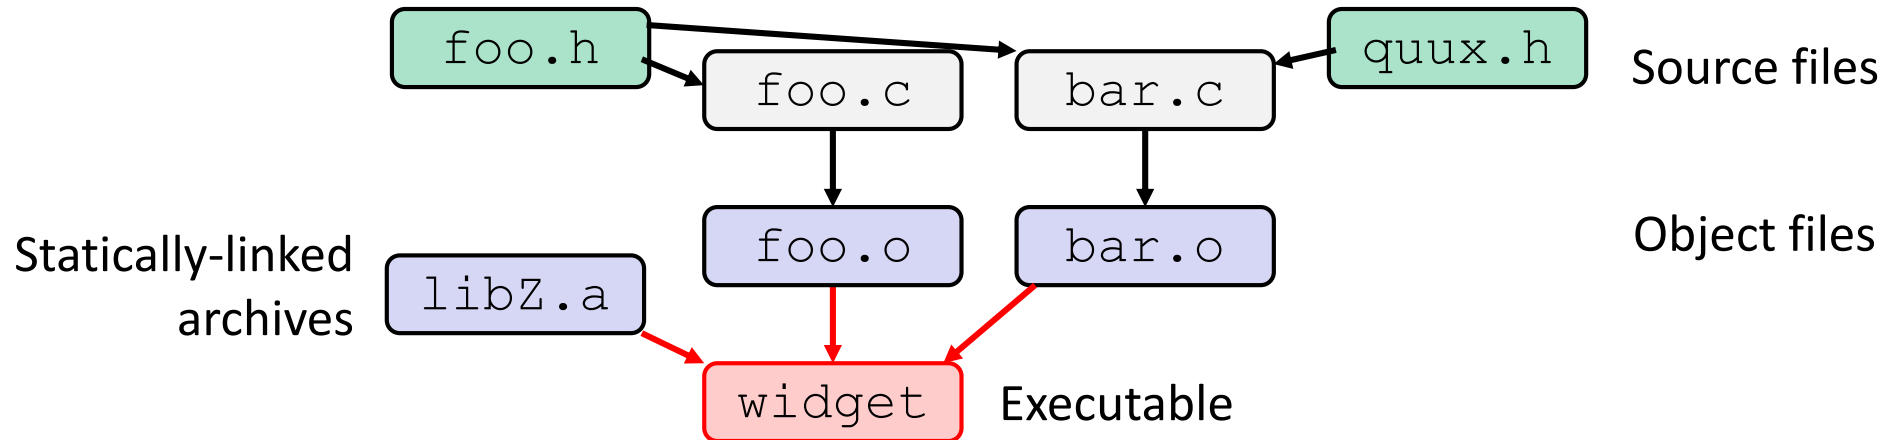 foo.h
quux.h
foo.c
bar.c
Source files
foo.o
bar.o
Object files
Statically-linked
archives
libZ.a
widget
Executable